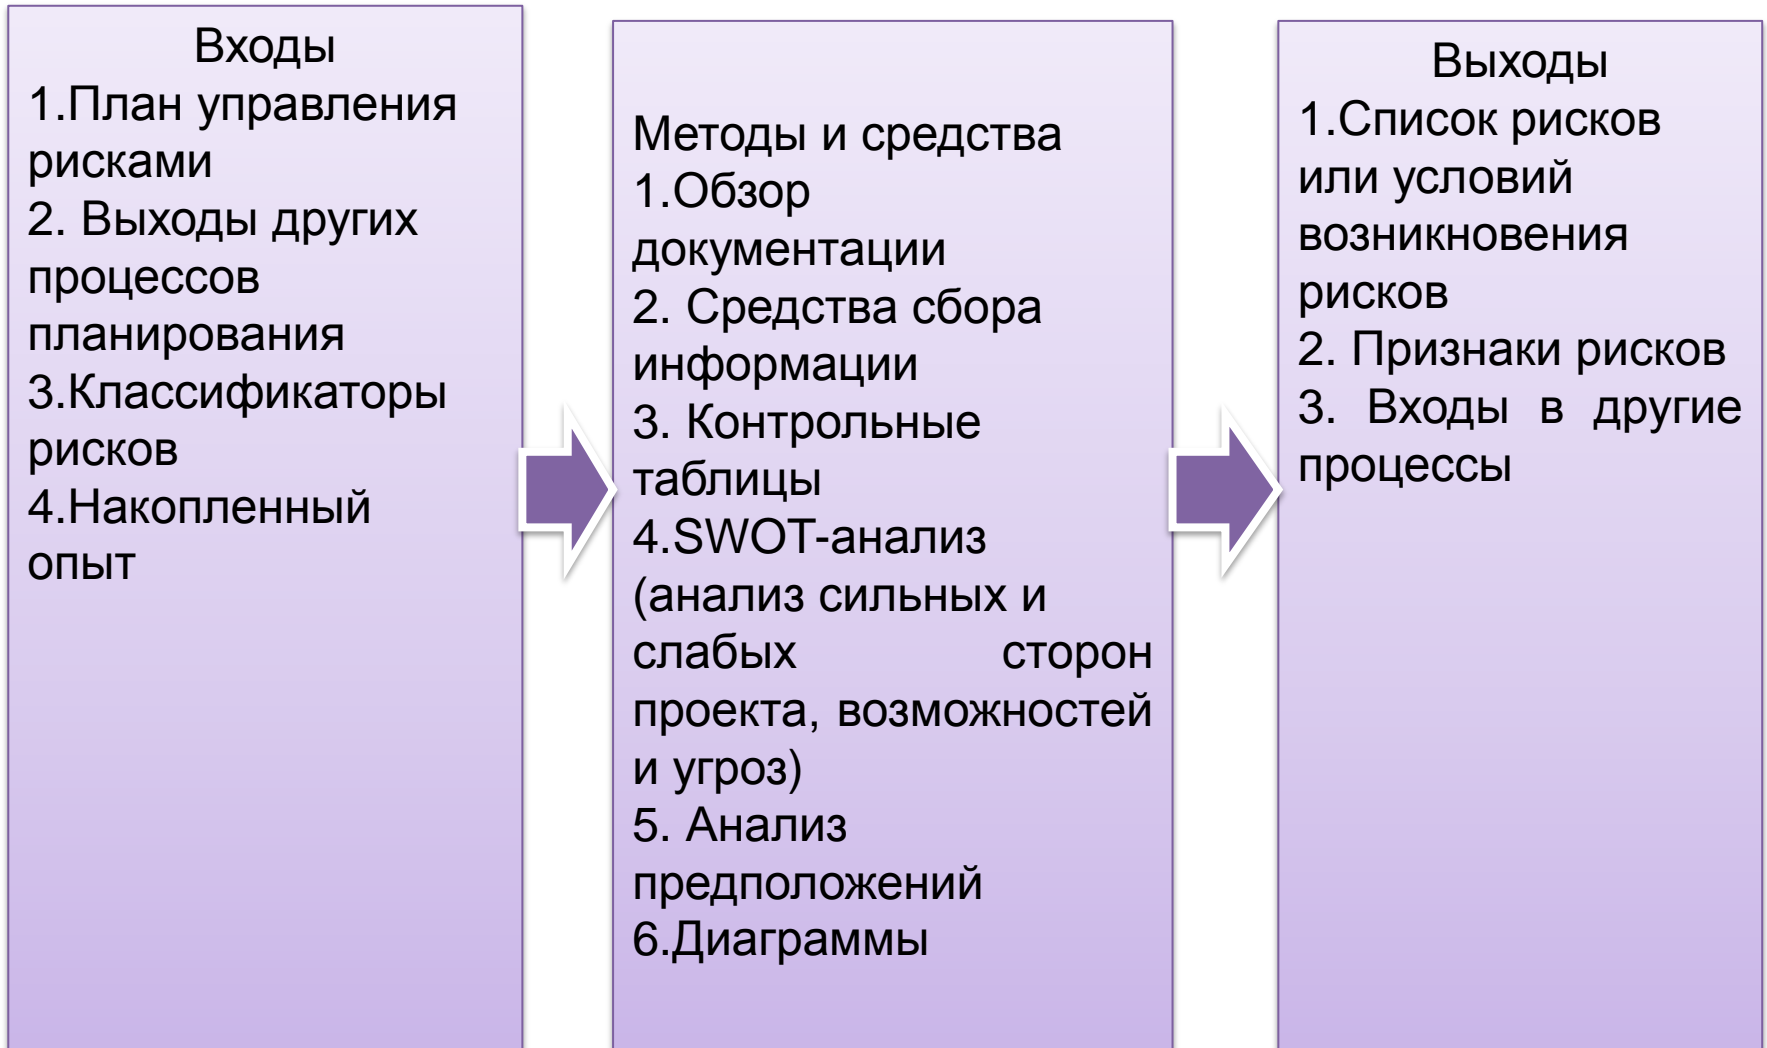 Входы
1.План управления
рисками
2. Выходы других
процессов
планирования
3.Классификаторы
рисков
4.Накопленный
опыт
Методы и средства
1.Обзор
документации
2. Средства сбора
информации
3. Контрольные
таблицы
4.SWOT-анализ
(анализ сильных и
слабых сторон
проекта, возможностей
и угроз)
5. Анализ
предположений
6.Диаграммы
Выходы
1.Список рисков
или условий
возникновения
рисков
2. Признаки рисков
3. Входы в другие
процессы